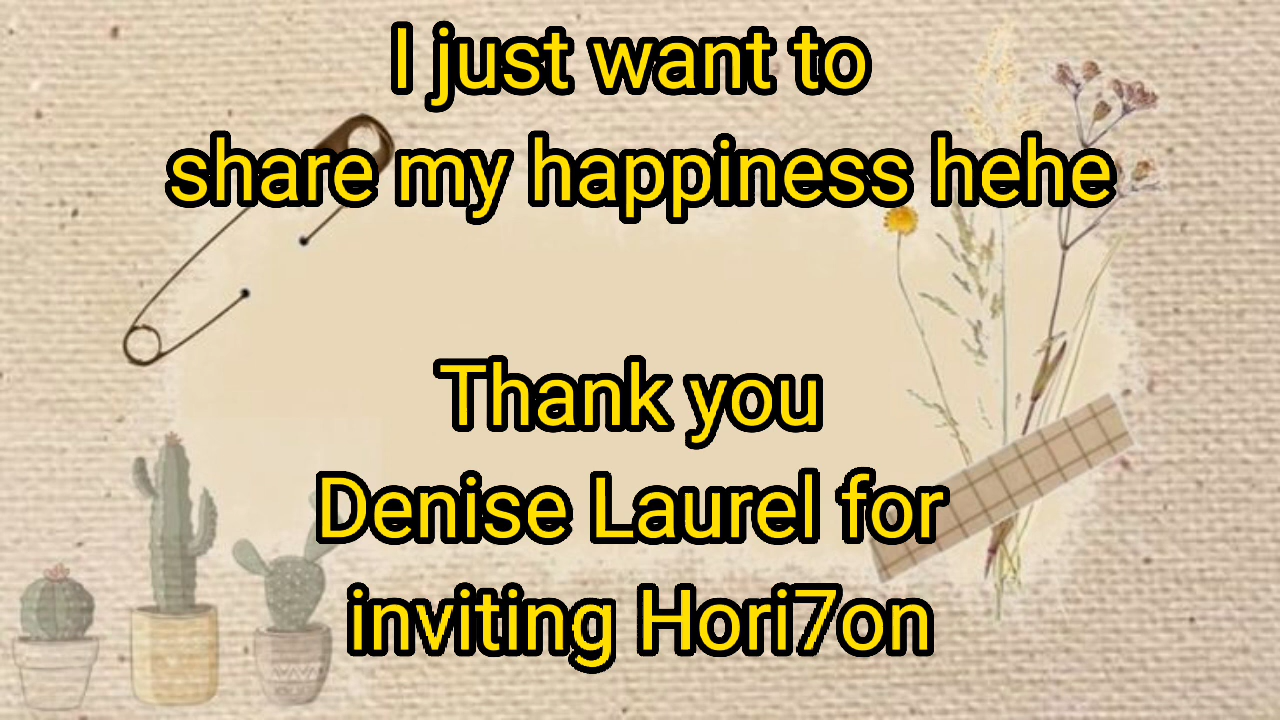 I just want to
share my happiness hehe
Thank you
Denise Laurel for
inviting Hori7on